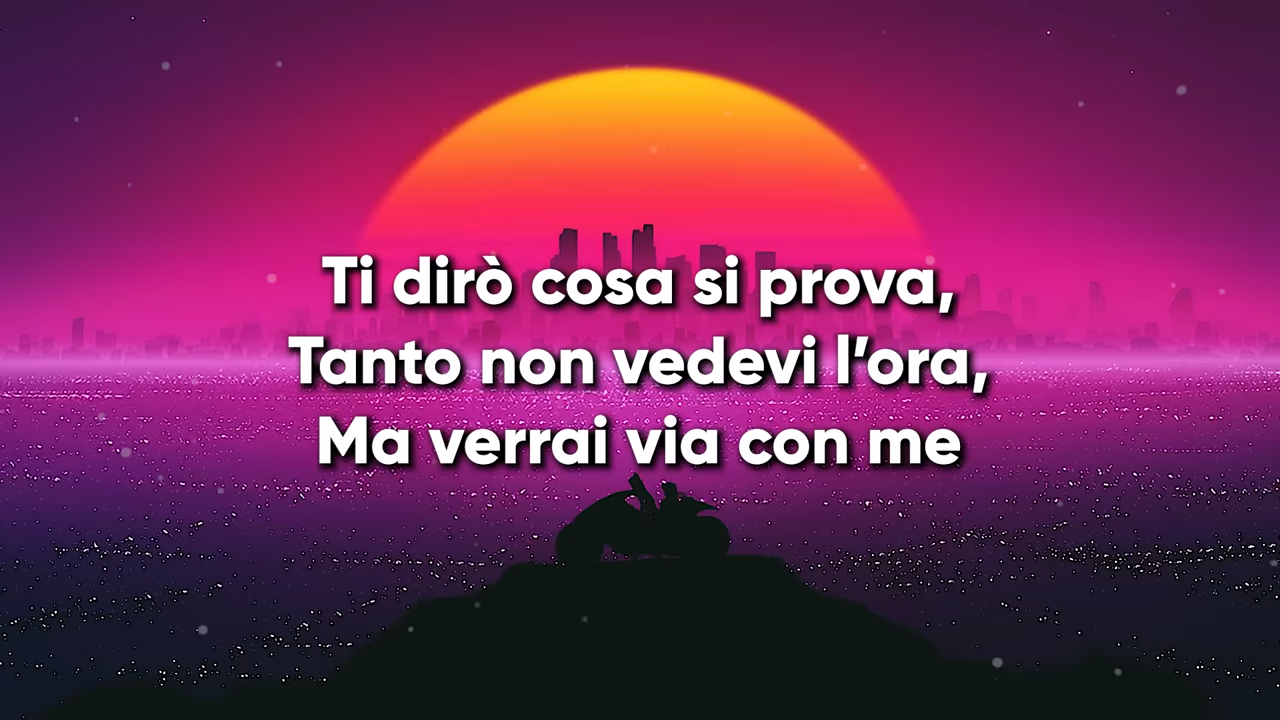 Ti dirò cosa si prova,
Tanto non vedevi l’ora,
Ma verrai via con me